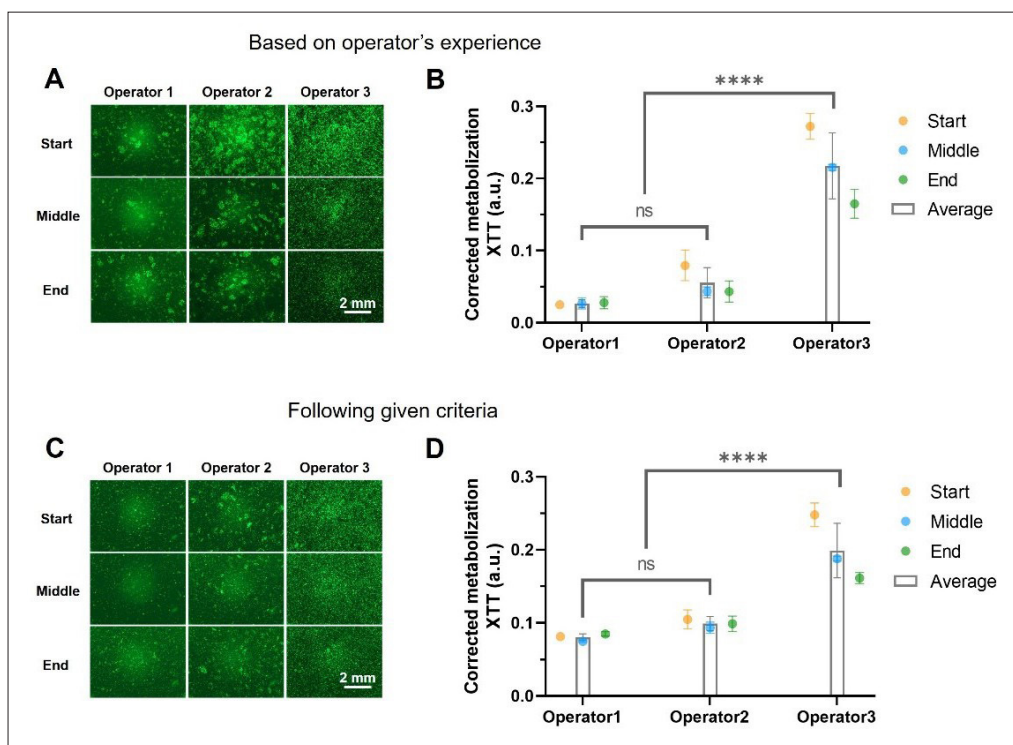 Based on operator's experience
A
Operator 1 Operator 2 Operator 3
Start
Middle
End
2 mm
B
Corrected metabolization
XTT (a.u.)
0.3
0.2
0.1
0.0
ns
****
Operator1 Operator2 Operator3
Start
Middle
End
Average
Following given criteria
C
Operator 1 Operator 2 Operator 3
Start
Middle
End
2 mm
D
Corrected metabolization
XTT (a.u.)
0.3
0.2
0.1
0.0
ns
****
Operator1 Operator2 Operator3
Start
Middle
End
Average